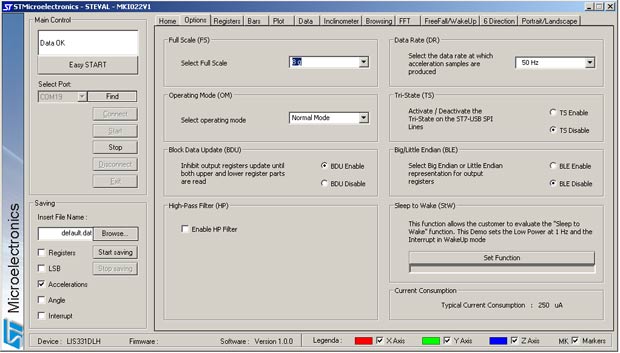 STMicroelectronics - STEVAL - MKI022V1
Main Control
Data OK
Easy START
Select Port:
COM19
Find
Connect
Start
Stop
Disconnect
Exit
Saving
Insert File Name :
default.dat
Browse...
Registers
Start saving
LSB
Stop saving
Accelerations
Angle
Interrupt
Home
Options
Registers
Bars
Plot
Data
Inclinometer
Browsing
FFT
FreeFall/WakeUp
6 Direction
Portrait/Landscape
Full Scale (FS)
Select Full Scale
8 g
Operating Mode (OM)
Select operating mode
Normal Mode
Block Data Update (BDU)
Inhibit output registers update until
both upper and lower register parts
are read
BDU Enable
BDU Disable
High-Pass Filter (HP)
Enable HP Filter
Data Rate (DR)
Select the data rate at which
acceleration samples are
produced
50 Hz
Tri-State (TS)
Activate / Deactivate the
Tri-State on the ST7-USB SPI
Lines
TS Enable
TS Disable
Big/Little Endian (BLE)
Select Big Endian or Little Endian
representation for output
registers
BLE Enable
BLE Disable
Sleep to Wake (StW)
This function allows the customer to evaluate the "Sleep to
Wake" function. This Demo sets the Low Power at 1 Hz and the
Interrupt in WakeUp mode
Set Function
Current Consumption
Typical Current Consumption : 250 uA
Microelectronics
Device : LIS331DLH
Firmware :
Software : Version 1.0.0
Legenda :
X Axis
Y Axis
Z Axis
MK
Markers